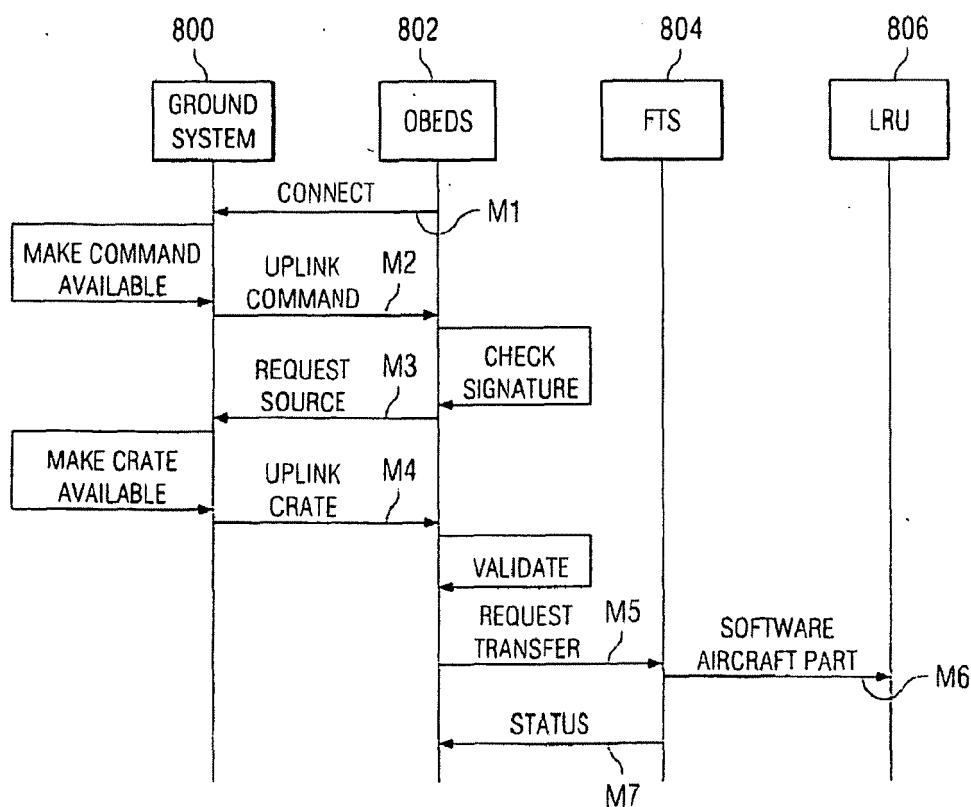 800
802
804
806
GROUND
SYSTEM
OBEDS
FTS
LRU
CONNECT
M1
MAKE COMMAND
AVAILABLE
UPLINK
COMMAND
M2
CHECK
SIGNATURE
REQUEST
SOURCE
M3
MAKE CRATE
AVAILABLE
UPLINK
CRATE
M4
VALIDATE
REQUEST
TRANSFER
M5
SOFTWARE
AIRCRAFT PART
M6
STATUS
M7